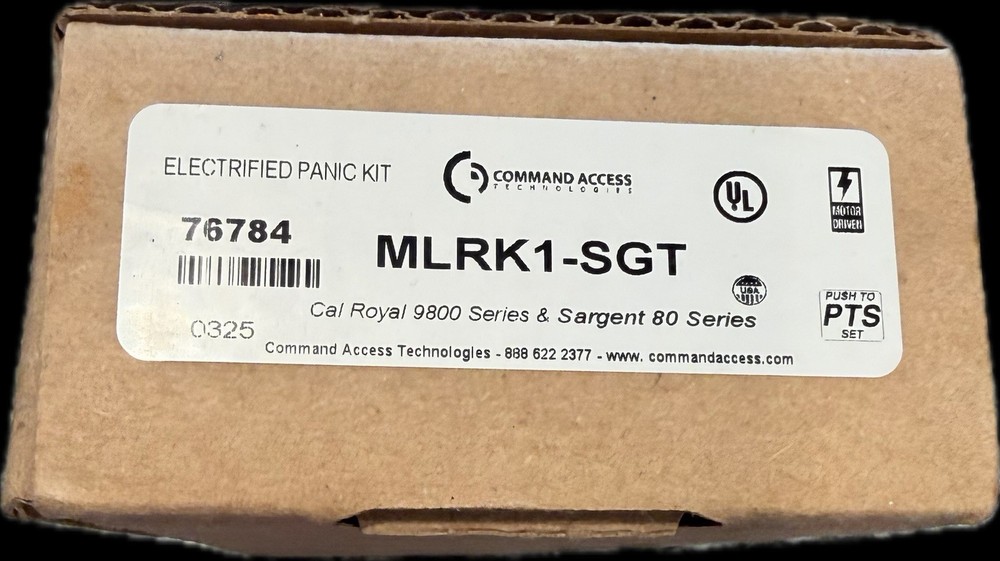 ELECTRIFIED PANIC KIT
COMMAND ACCESS
TECHNOLOGIES
UL
MOTOR
DRIVEN
76784
MLRK1-SGT
USA
0325
Cal Royal 9800 Series & Sargent 80 Series
PUSH TO
PTS
SET
Command Access Technologies - 888 622 2377 - www. commandaccess.com